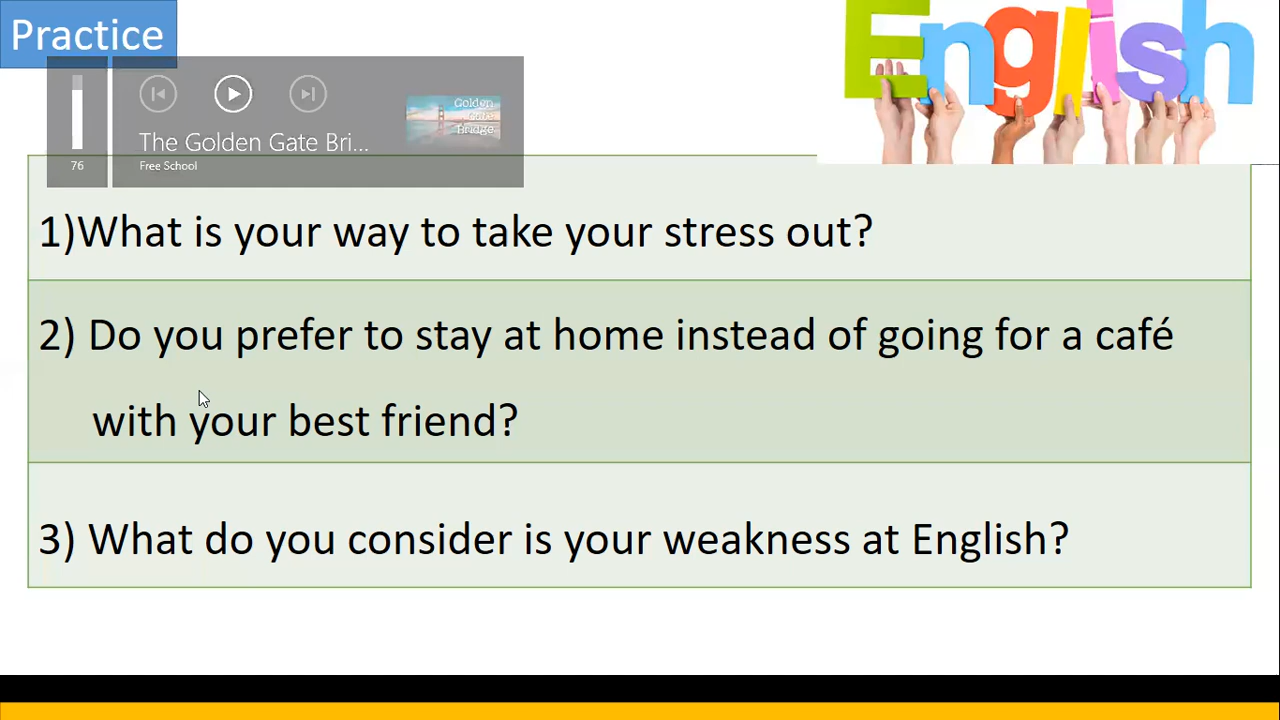 Practice
English
The Golden Gate Bri...
Free School
76
Golden
Gate
Bridge
1)What is your way to take your stress out?
2) Do you prefer to stay at home instead of going for a café
with your best friend?
3) What do you consider is your weakness at English?